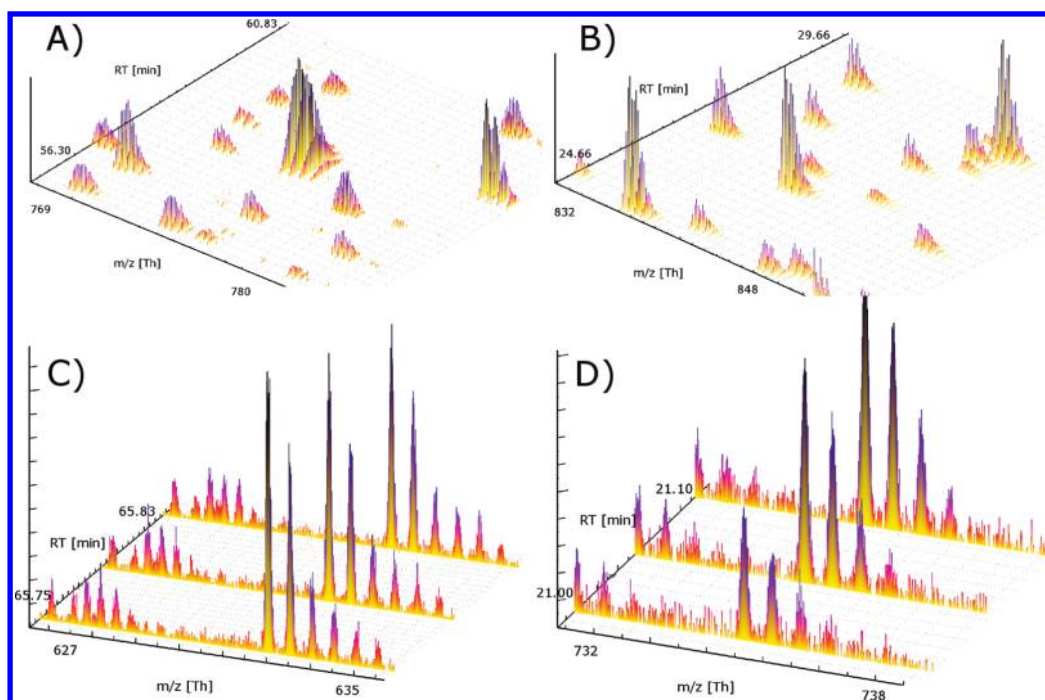 A)
60.83
RT [min]
56.30
769
m/z [Th]
780
B)
29.66
RT [min]
24.66
832
m/z [Th]
848
C)
65.83
RT [min]
65.75
627
m/z [Th]
635
D)
21.10
RT [min]
21.00
732
m/z [Th]
738